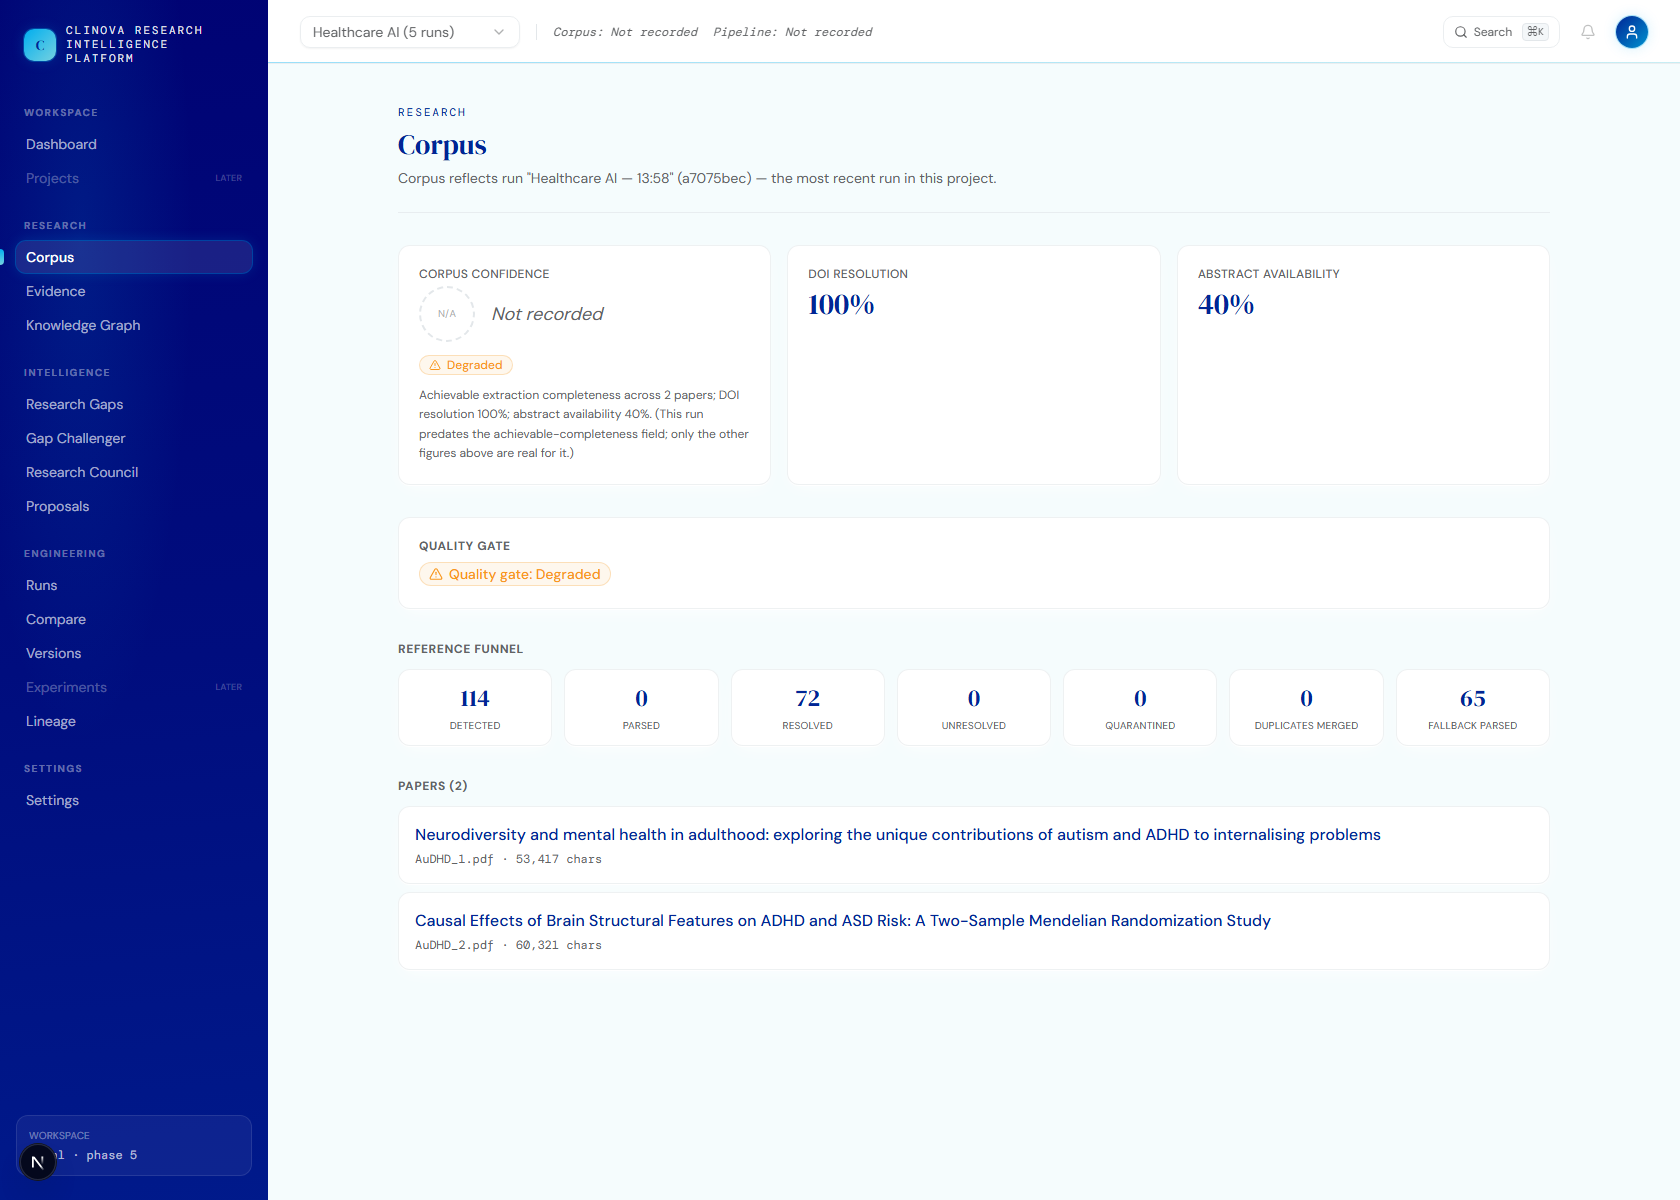 C
CLINOVA RESEARCH
INTELLIGENCE
PLATFORM
WORKSPACE
Dashboard
Projects LATER
RESEARCH
Corpus
Evidence
Knowledge Graph
INTELLIGENCE
Research Gaps
Gap Challenger
Research Council
Proposals
ENGINEERING
Runs
Compare
Versions
Experiments LATER
Lineage
SETTINGS
Settings
WORKSPACE
· phase 5
N
Healthcare AI (5 runs)
Corpus: Not recorded Pipeline: Not recorded
Search ⌘K
RESEARCH
Corpus
Corpus reflects run "Healthcare AI — 13:58" (a7075bec) — the most recent run in this project.
CORPUS CONFIDENCE
N/A
Not recorded
Degraded
Achievable extraction completeness across 2 papers; DOI
resolution 100%; abstract availability 40%. (This run
predates the achievable-completeness field; only the other
figures above are real for it.)
DOI RESOLUTION
100%
ABSTRACT AVAILABILITY
40%
QUALITY GATE
Quality gate: Degraded
REFERENCE FUNNEL
114
DETECTED
0
PARSED
72
RESOLVED
0
UNRESOLVED
0
QUARANTINED
0
DUPLICATES MERGED
65
FALLBACK PARSED
PAPERS (2)
Neurodiversity and mental health in adulthood: exploring the unique contributions of autism and ADHD to internalising problems
AuDHD_1.pdf · 53,417 chars
Causal Effects of Brain Structural Features on ADHD and ASD Risk: A Two-Sample Mendelian Randomization Study
AuDHD_2.pdf · 60,321 chars